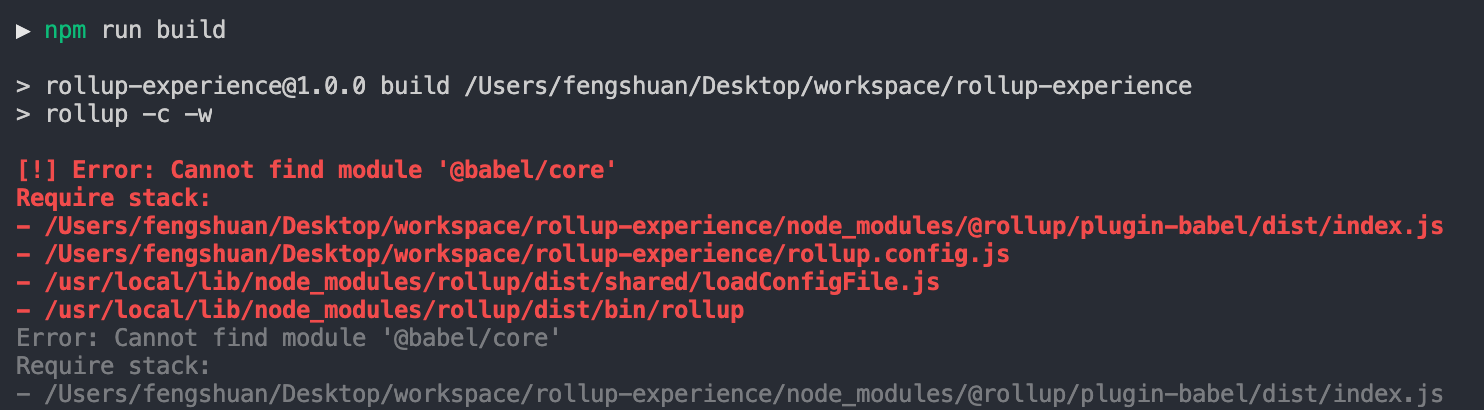 ▶ npm run build
> rollup-experience@1.0.0 build /Users/fengshuan/Desktop/workspace/rollup-experience
> rollup -c -w
[!] Error: Cannot find module '@babel/core'
Require stack:
- /Users/fengshuan/Desktop/workspace/rollup-experience/node_modules/@rollup/plugin-babel/dist/index.js
- /Users/fengshuan/Desktop/workspace/rollup-experience/rollup.config.js
- /usr/local/lib/node_modules/rollup/dist/shared/loadConfigFile.js
- /usr/local/lib/node_modules/rollup/dist/bin/rollup
Error: Cannot find module '@babel/core'
Require stack:
- /Users/fengshuan/Desktop/workspace/rollup-experience/node_modules/@rollup/plugin-babel/dist/index.js